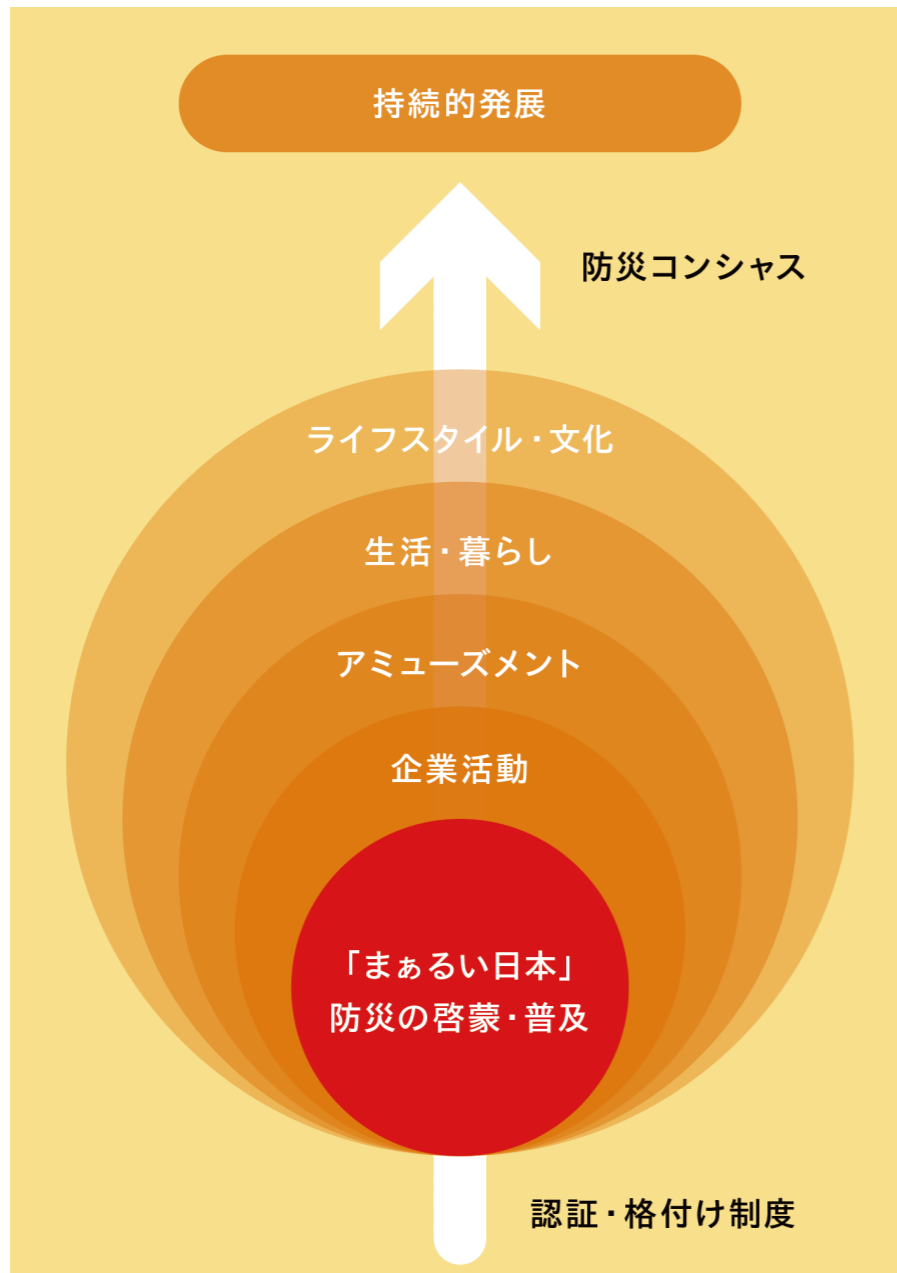 持続的発展
防災コンシャス
ライフスタイル・文化
生活・暮らし
アミューズメント
企業活動
「まぁるい日本」
防災の啓蒙・普及
認証・格付け制度